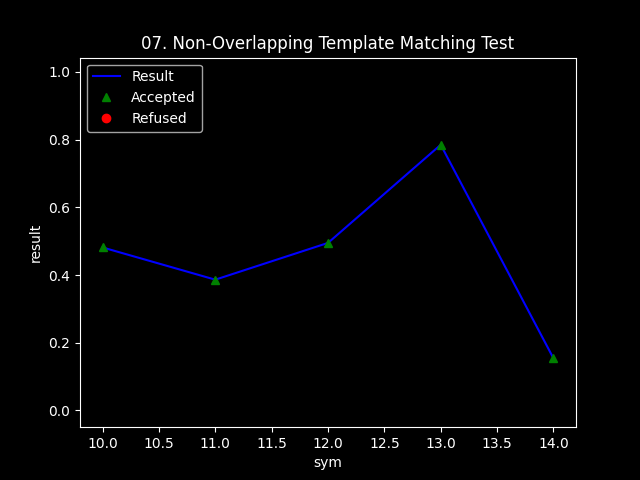 07. Non-Overlapping Template Matching Test
Result
Accepted
Refused
1.0
0.8
0.6
0.4
0.2
0.0
result
10.0 10.5 11.0 11.5 12.0 12.5 13.0 13.5 14.0
sym